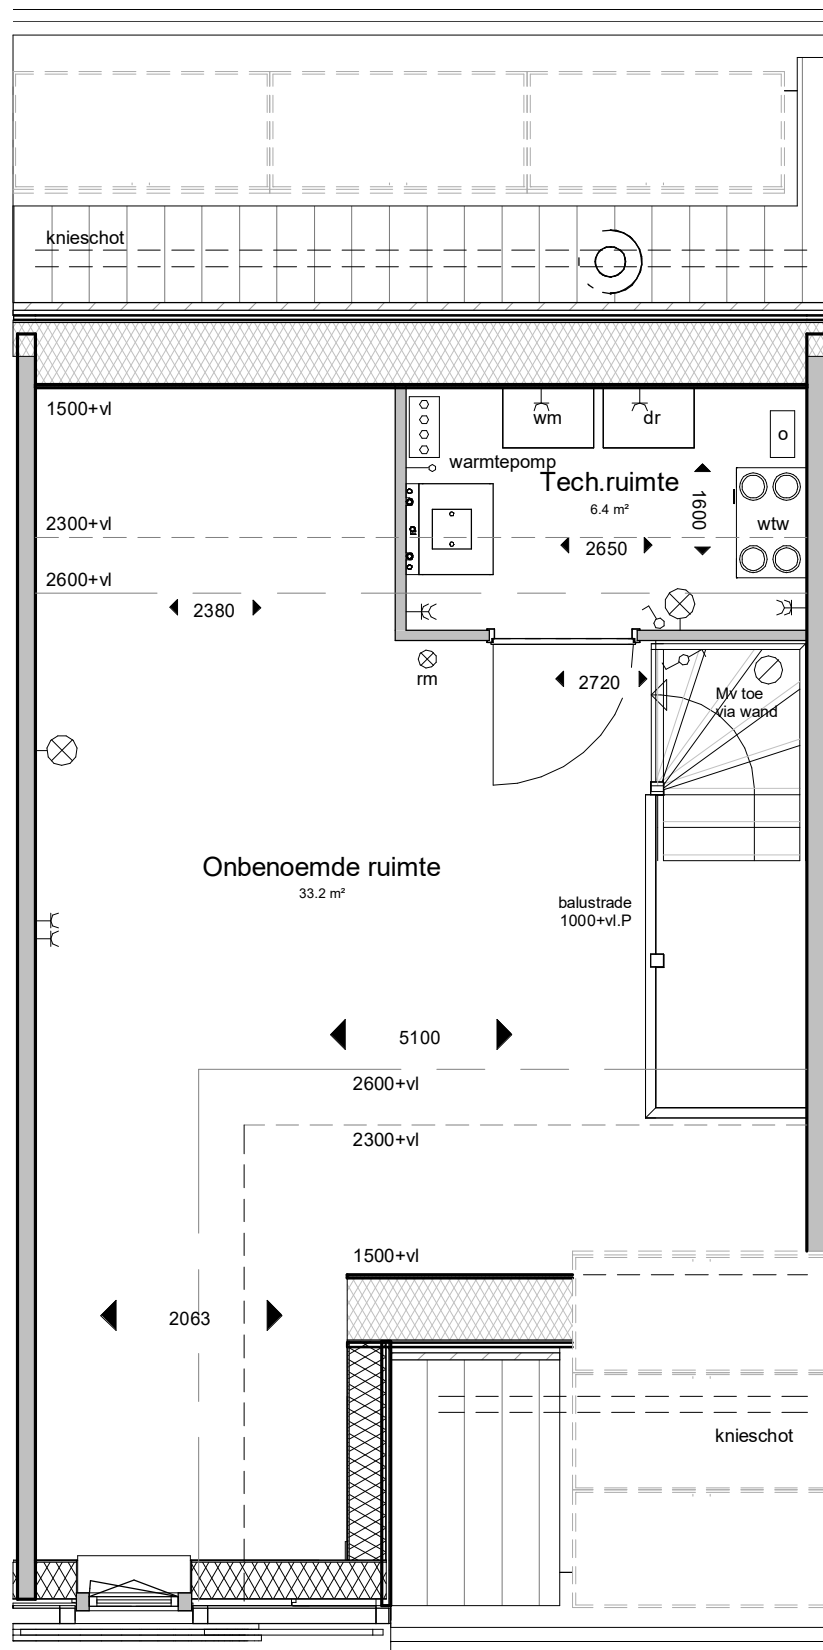 knieschot
1500+vl
wm
dr
o
warmtepomp
Tech.ruimte
6.4 m²
1600
wtw
2300+vl
2650
2600+vl
2380
rm
2720
Mv toe
via wand
Onbenoemde ruimte
33.2 m²
balustrade
1000+vl.P
5100
2600+vl
2300+vl
1500+vl
2063
knieschot